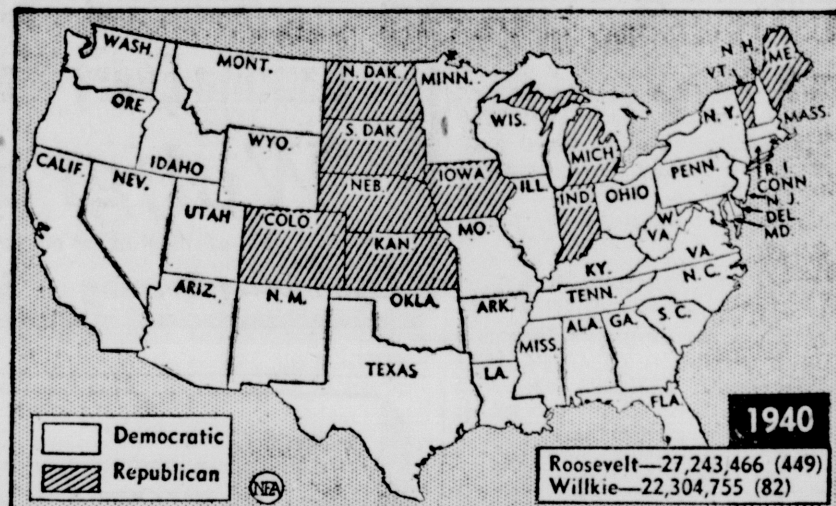 WASH.
MONT.
N. DAK.
MINN.
N. H.
ME.
VT.
ORE.
S. DAK.
WIS.
N. Y.
MASS.
IDAHO
WYO.
MICH
CALIF.
NEV.
UTAH
NEB.
IOWA
ILL.
IND.
OHIO
PENN.
R. I.
CONN.
N. J.
DEL.
MD.
COLO.
KAN.
MO.
W. VA.
VA.
KY.
N. C.
ARIZ.
N. M.
OKLA.
ARK.
TENN.
S. C.
TEXAS
LA.
MISS.
ALA.
GA.
FLA.
Democratic
Republican
NEA
1940
Roosevelt—27,243,466 (449)
Willkie—22,304,755 (82)